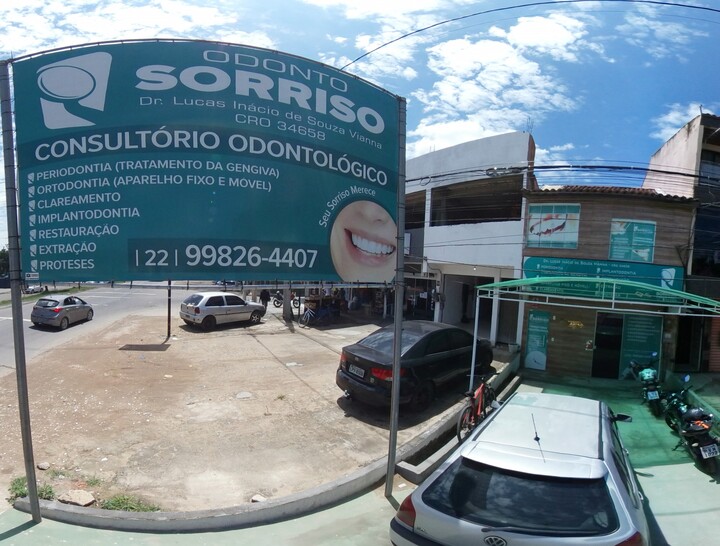 ODONTO
SORRISO
Dr. Lucas Inácio de Souza Vianna
CRO 34658
CONSULTÓRIO ODONTOLÓGICO
PERIODONTIA (TRATAMENTO DA GENGIVA)
ORTODONTIA (APARELHO FIXO E MÓVEL)
CLAREAMENTO
IMPLANTODONTIA
RESTAURAÇÃO
EXTRAÇÃO
PROTESES
Seu Sorriso Merece
|22| 99826-4407